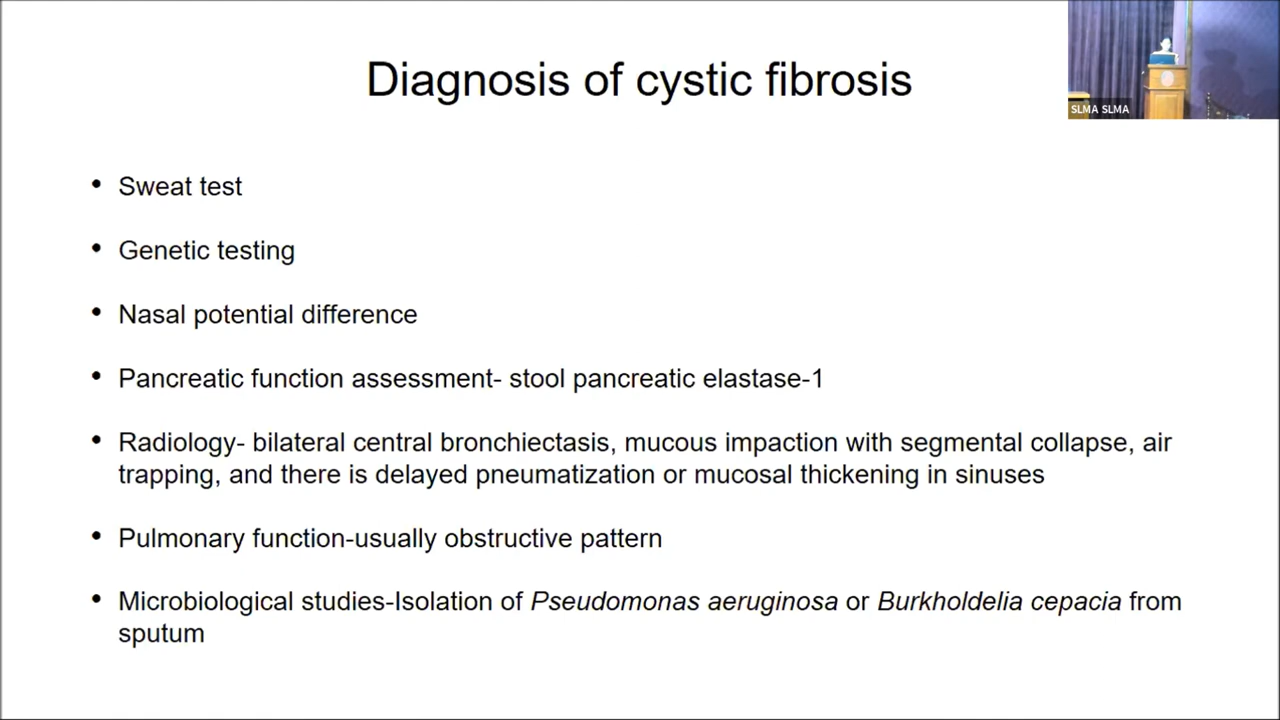 Diagnosis of cystic fibrosis
SLMA SLMA
• Sweat test
• Genetic testing
• Nasal potential difference
• Pancreatic function assessment- stool pancreatic elastase-1
• Radiology- bilateral central bronchiectasis, mucous impaction with segmental collapse, air
trapping, and there is delayed pneumatization or mucosal thickening in sinuses
• Pulmonary function-usually obstructive pattern
• Microbiological studies-Isolation of Pseudomonas aeruginosa or Burkholdelia cepacia from
sputum